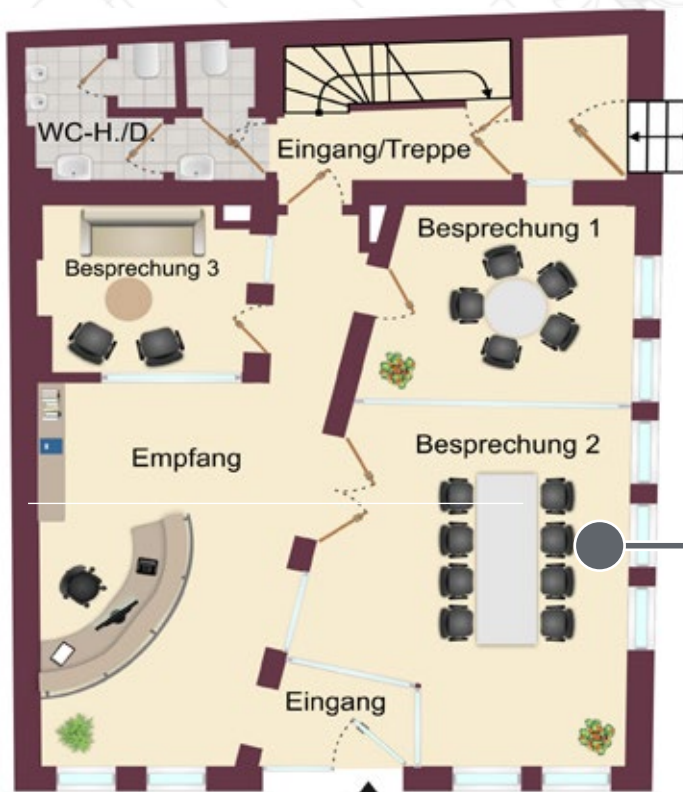 WC-H./D.
Eingang/Treppe
Besprechung 1
Besprechung 3
Empfang
Besprechung 2
Eingang